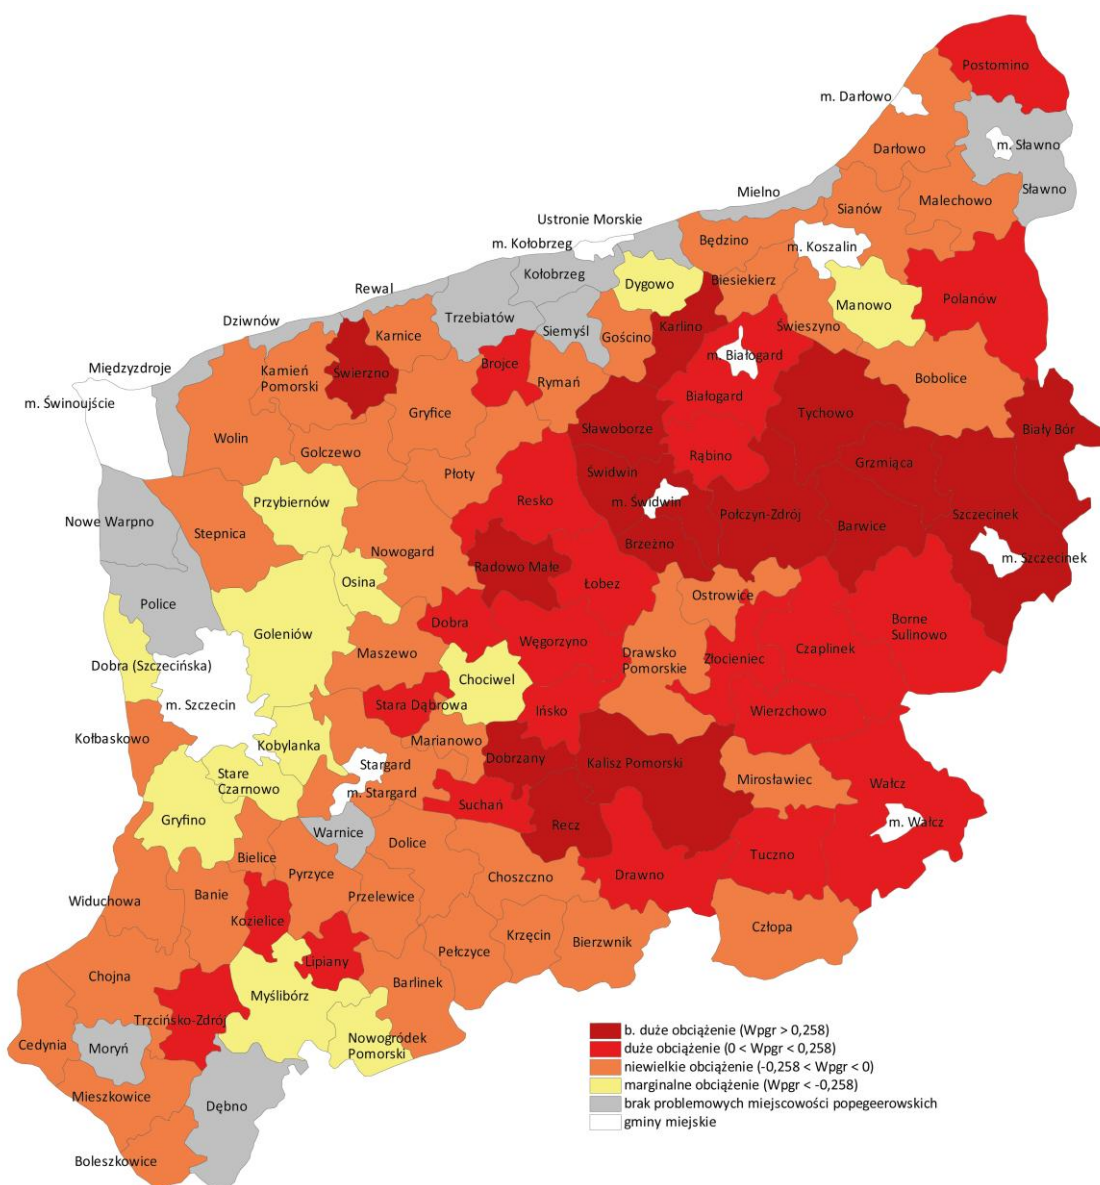 Postomino
m. Darłowo
m. Sławno
Darłowo
Sławno
Mielno
Malechowo
Sianów
Ustronie Morskie
m. Kołobrzeg
Będzino
m. Koszalin
Kołobrzeg
Dygowo
Biesiekierz
Rewal
Manowo
Polanów
Dziwnów
Trzebiatów
Siemyśl
Karlino
Świeszyno
Karnice
Gościno
Międzyzdroje
Kamień
Pomorski
Świerzno
Brojce
m. Białogard
Rymań
Bobolice
m. Świnoujście
Białogard
Gryfice
Tychowo
Wolin
Sławoborze
Biały Bór
Golczewo
Rąbino
Grzmiąca
Płoty
Świdwin
Przybiernów
Resko
m. Świdwin
Połczyn-Zdrój
Szczecinek
Nowe Warpno
Stepnica
Barwice
Nowogard
Brzeżno
m. Szczecinek
Radowo Małe
Osina
Łobez
Ostrowice
Police
Dobra
Borne
Sulinowo
Goleniów
Węgorzyno
Czaplinek
Maszewo
Drawsko
Pomorskie
Złocieniec
Dobra (Szczecińska)
Chociwel
Stara Dąbrowa
Ińsko
m. Szczecin
Wierzchowo
Kołbaskowo
Marianowo
Kobylanka
Dobrzany
Stargard
Kalisz Pomorski
Stare
Czarnowo
Mirosławiec
Wałcz
m. Stargard
Suchań
Gryfino
Recz
m. Wałcz
Warnice
Dolice
Bielice
Tuczno
Pyrzyce
Choszczno
Drawno
Banie
Przelewice
Widuchowa
Kozielice
Człopa
Krzęcin
Bierzwnik
Pełczyce
Lipiany
Chojna
Barlinek
Myślibórz
Trzcińsko-Zdrój
Cedynia
Moryń
Nowogródek
Pomorski
Mieszkowice
Dębno
Boleszkowice
b. duże obciążenie (Wpgr > 0,258)
duże obciążenie (0 < Wpgr < 0,258)
niewielkie obciążenie (-0,258 < Wpgr < 0)
marginalne obciążenie (Wpgr < -0,258)
brak problemowych miejscowości popegeerowskich
gminy miejskie